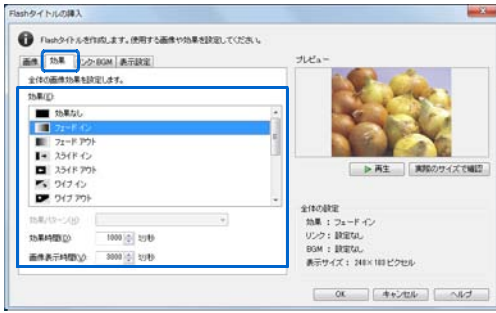 Flashタイトルの挿入
Flashタイトルを作成します。使用する画像や効果を設定してください。
画像 効果 リンク・BGM 表示設定
全体の画像効果を設定します。
効果(E)
効果なし
フェード イン
フェード アウト
スライド イン
スライド アウト
ワイプ イン
ワイプ アウト
効果パターン(H)
効果時間(D) 1000 ミリ秒
画像表示時間(V) 3000 ミリ秒
プレビュー
再生 実際のサイズで確認
全体の設定
効果 : フェード イン
リンク : 設定なし
BGM : 設定なし
表示サイズ : 240×180 ピクセル
OK キャンセル ヘルプ